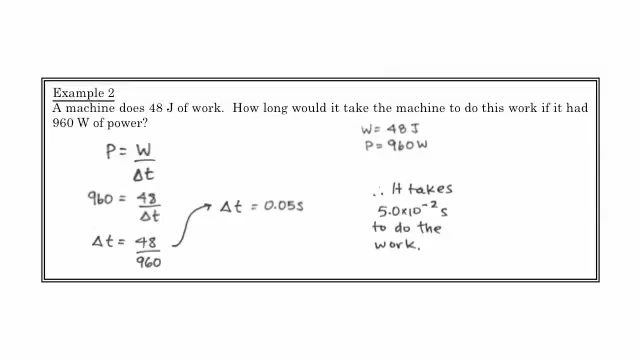 Example 2
A machine does 48 J of work. How long would it take the machine to do this work if it had
960 W of power?
W = 48 J
P = 960 W
P = W
Δt
960 = 48
Δt
Δt = 48
960
Δt = 0.05s
∴ It takes
5.0×10⁻² s
to do the
work.